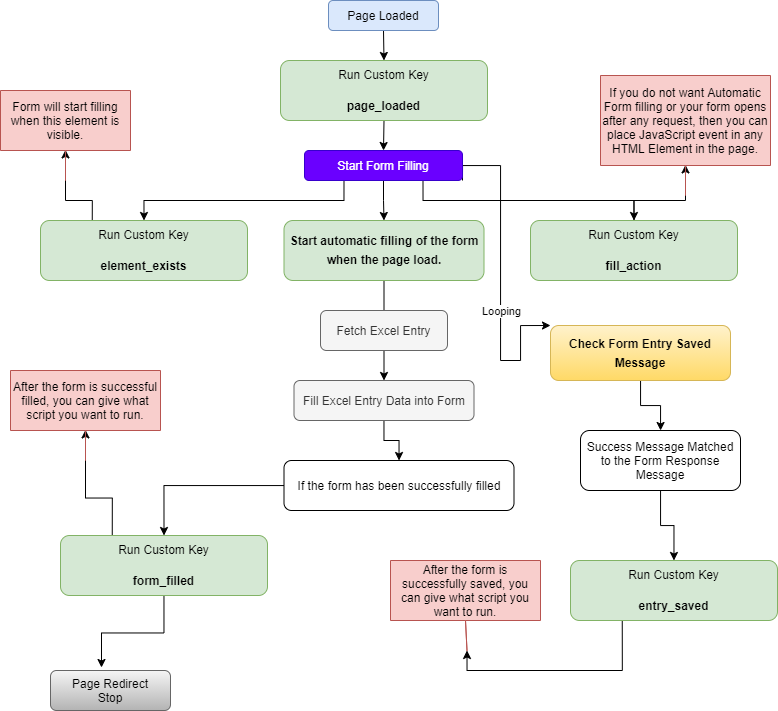 Page Loaded
Run Custom Key
page_loaded
Form will start filling
when this element is
visible.
If you do not want Automatic
Form filling or your form opens
after any request, then you can
place JavaScript event in any
HTML Element in the page.
Start Form Filling
Run Custom Key
element_exists
Start automatic filling of the form
when the page load.
Run Custom Key
fill_action
Looping
Fetch Excel Entry
Check Form Entry Saved
Message
After the form is successful
filled, you can give what
script you want to run.
Fill Excel Entry Data into Form
Success Message Matched
to the Form Response
Message
If the form has been successfully filled
Run Custom Key
form_filled
After the form is
successfully saved, you
can give what script you
want to run.
Run Custom Key
entry_saved
Page Redirect
Stop